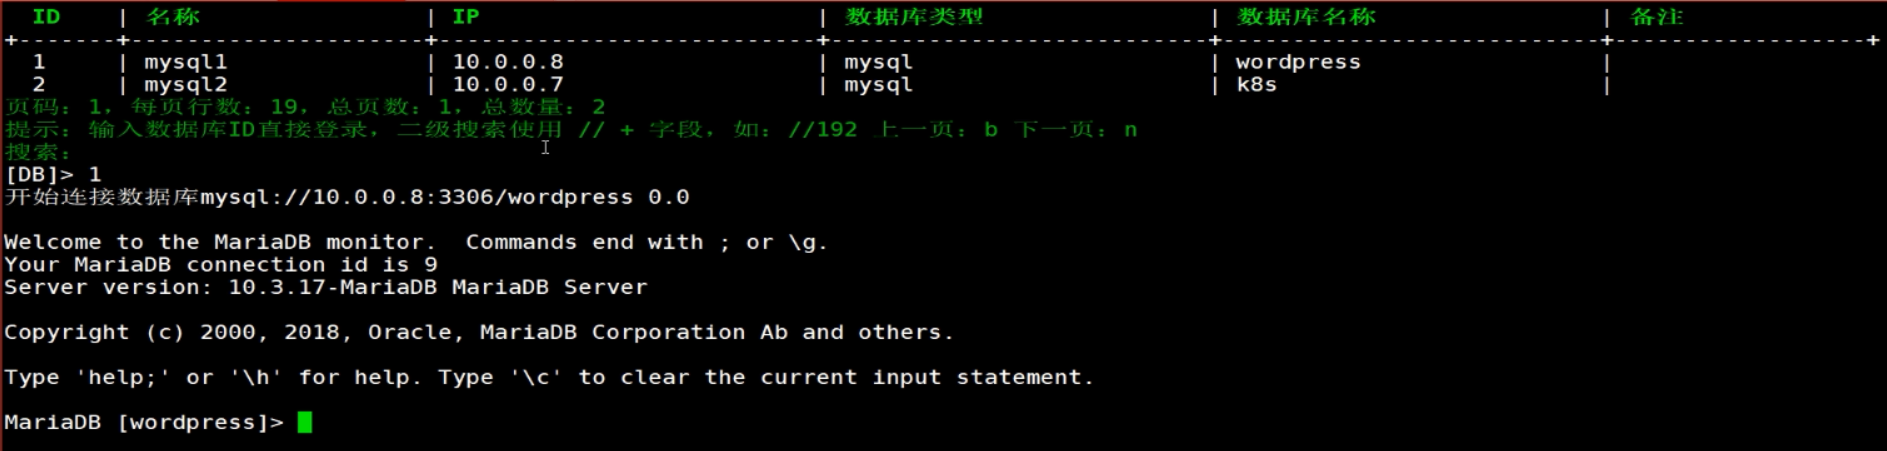 ID | 名称 | IP | 数据库类型 | 数据库名称 | 备注
+-------+---------------------+----------------------------+----------------------------+----------------------------+------------------+
1 | mysql1 | 10.0.0.8 | mysql | wordpress |
2 | mysql2 | 10.0.0.7 | mysql | k8s |
页码: 1, 每页行数: 19, 总页数: 1, 总数量: 2
提示: 输入数据库ID直接登录, 二级搜索使用 // + 字段, 如: //192 上一页: b 下一页: n
搜索:
[DB]> 1
开始连接数据库mysql://10.0.0.8:3306/wordpress 0.0
Welcome to the MariaDB monitor.  Commands end with ; or \g.
Your MariaDB connection id is 9
Server version: 10.3.17-MariaDB MariaDB Server
Copyright (c) 2000, 2018, Oracle, MariaDB Corporation Ab and others.
Type 'help;' or '\h' for help. Type '\c' to clear the current input statement.
MariaDB [wordpress]>